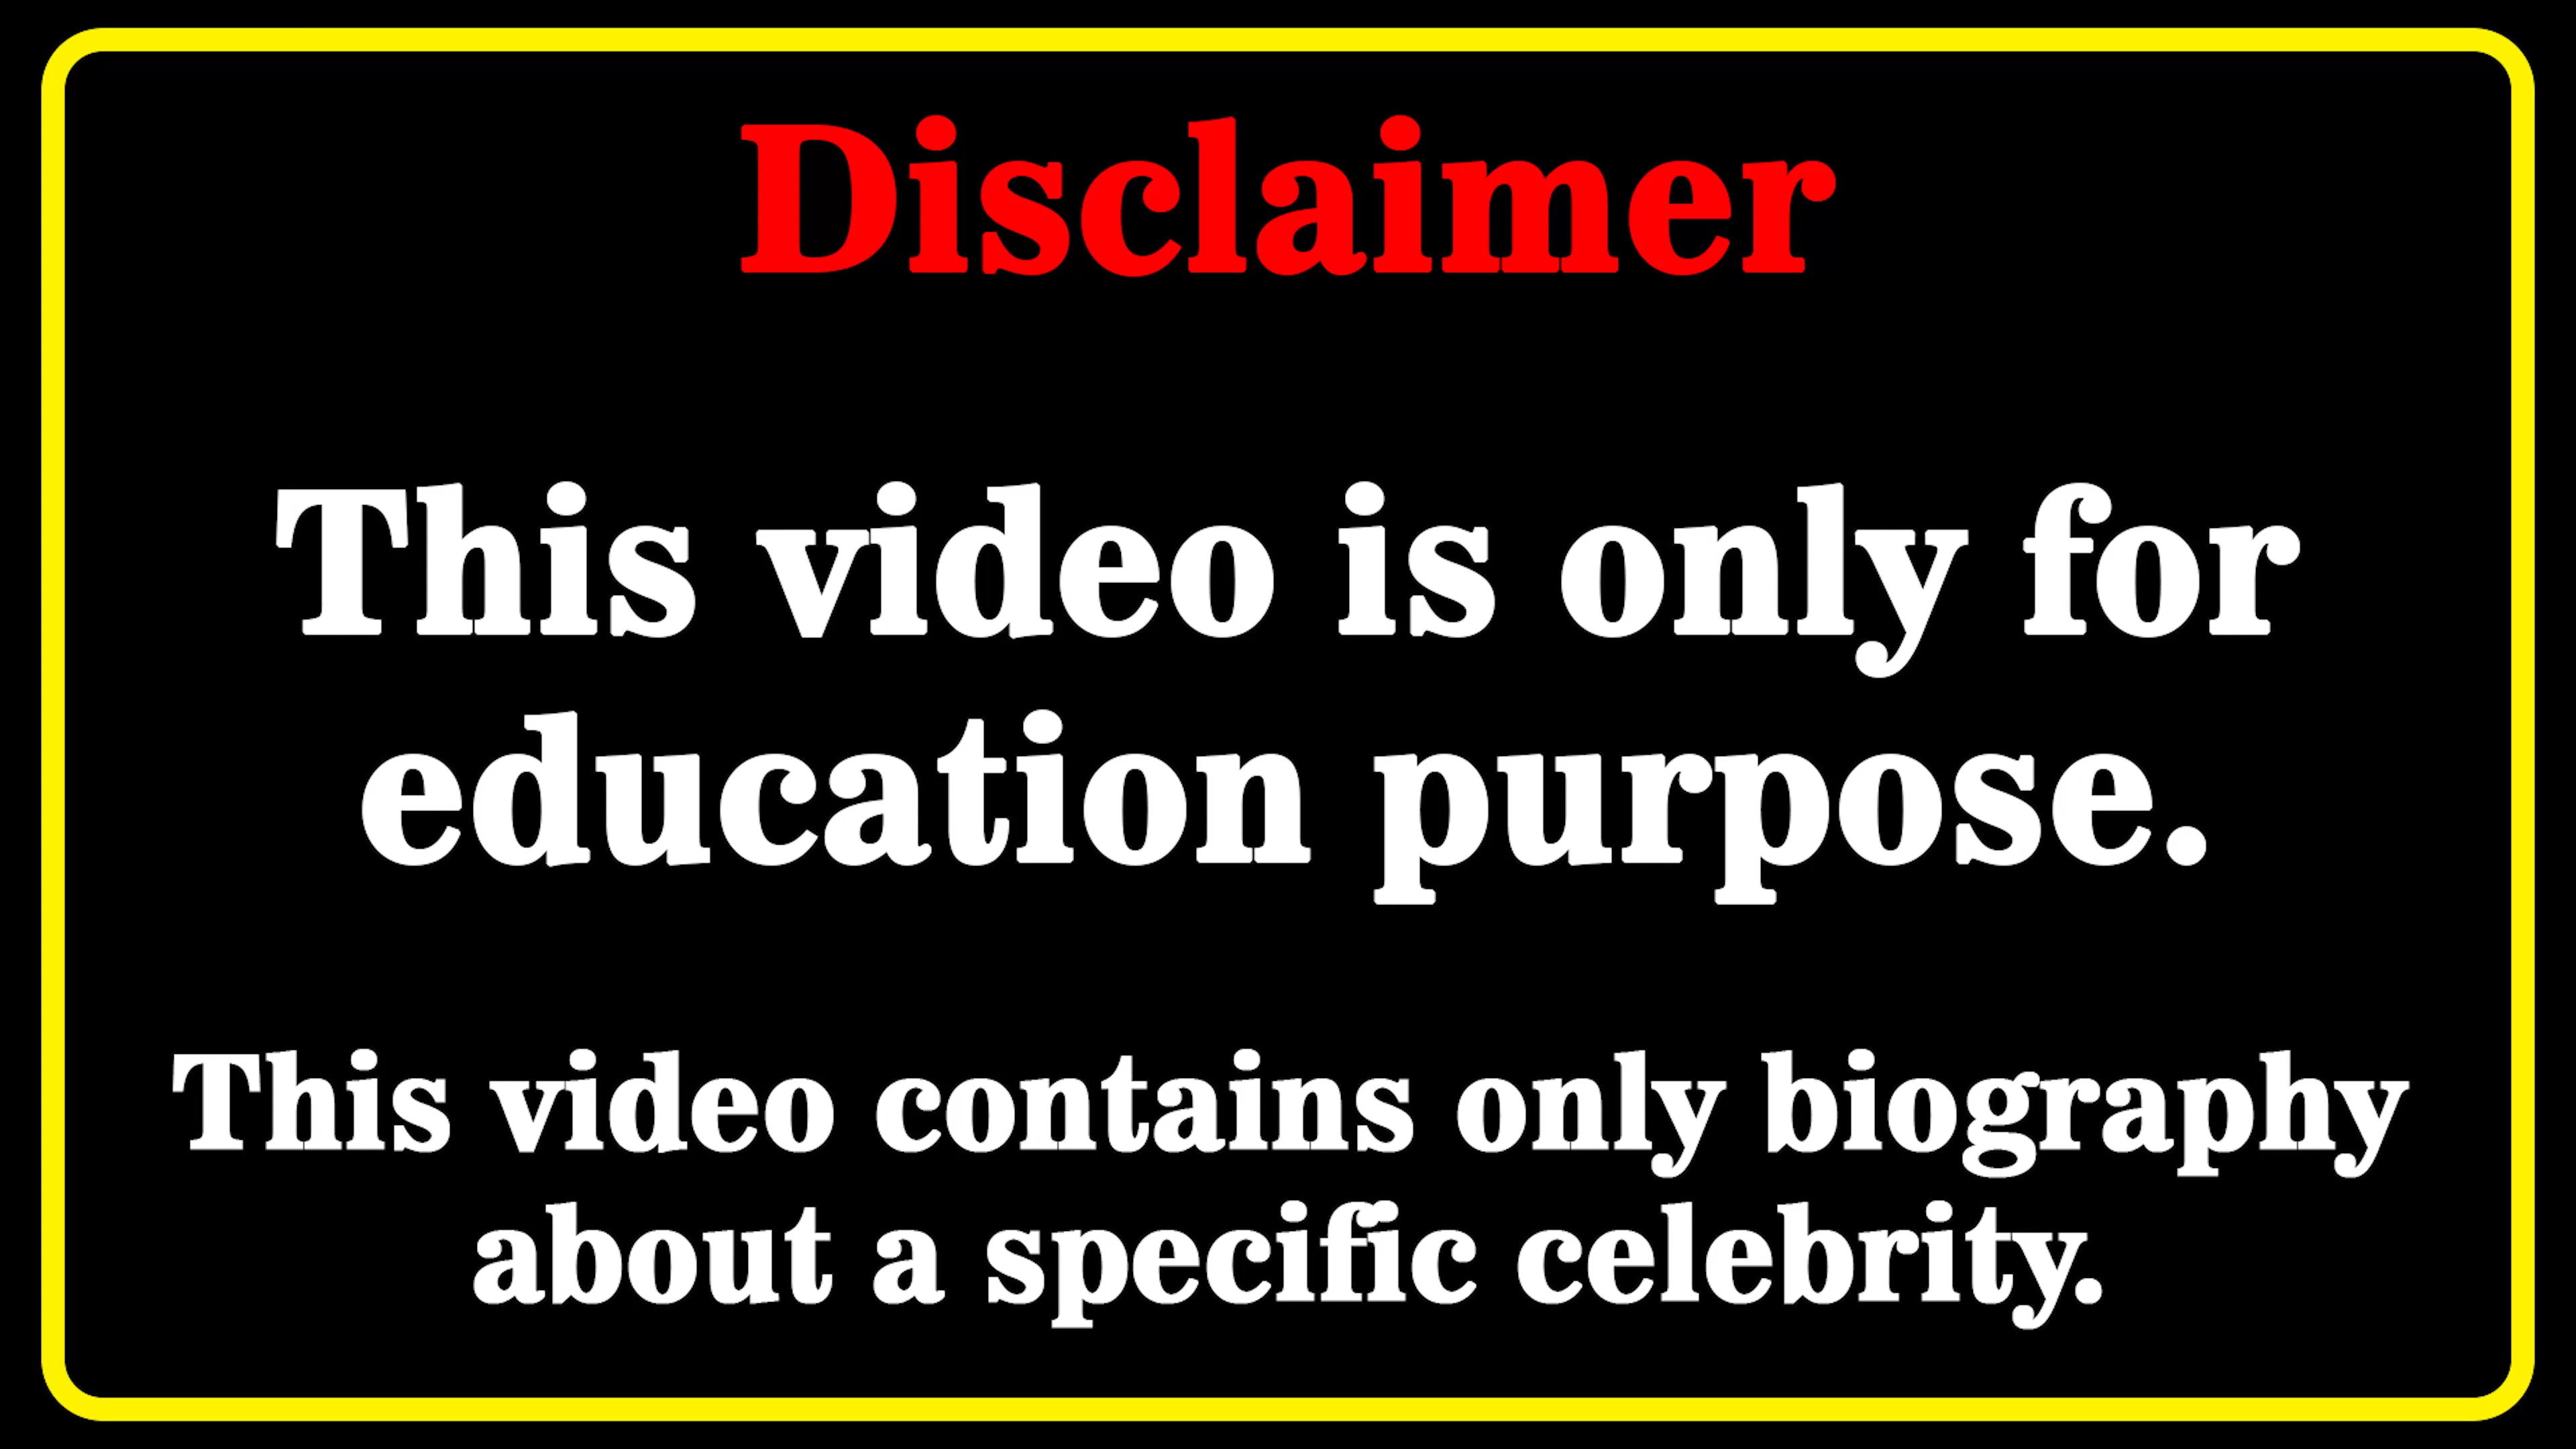 Disclaimer
This video is only for
education purpose.
This video contains only biography
about a specific celebrity.